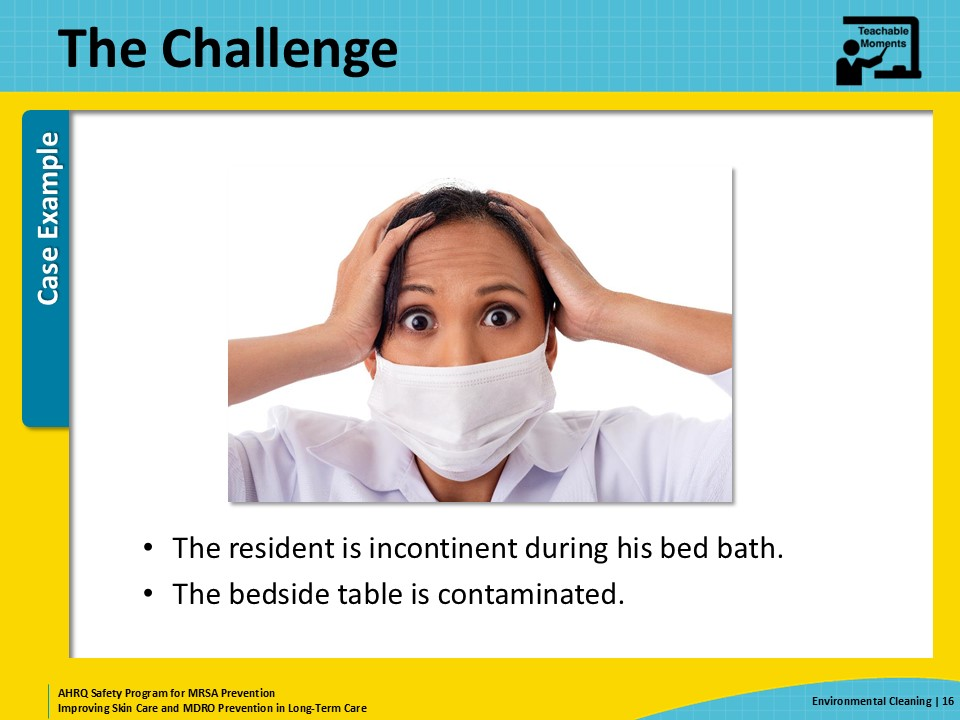 The Challenge
Teachable
Moments
Case Example
• The resident is incontinent during his bed bath.
• The bedside table is contaminated.
AHRQ Safety Program for MRSA Prevention
Improving Skin Care and MDRO Prevention in Long-Term Care
Environmental Cleaning | 16